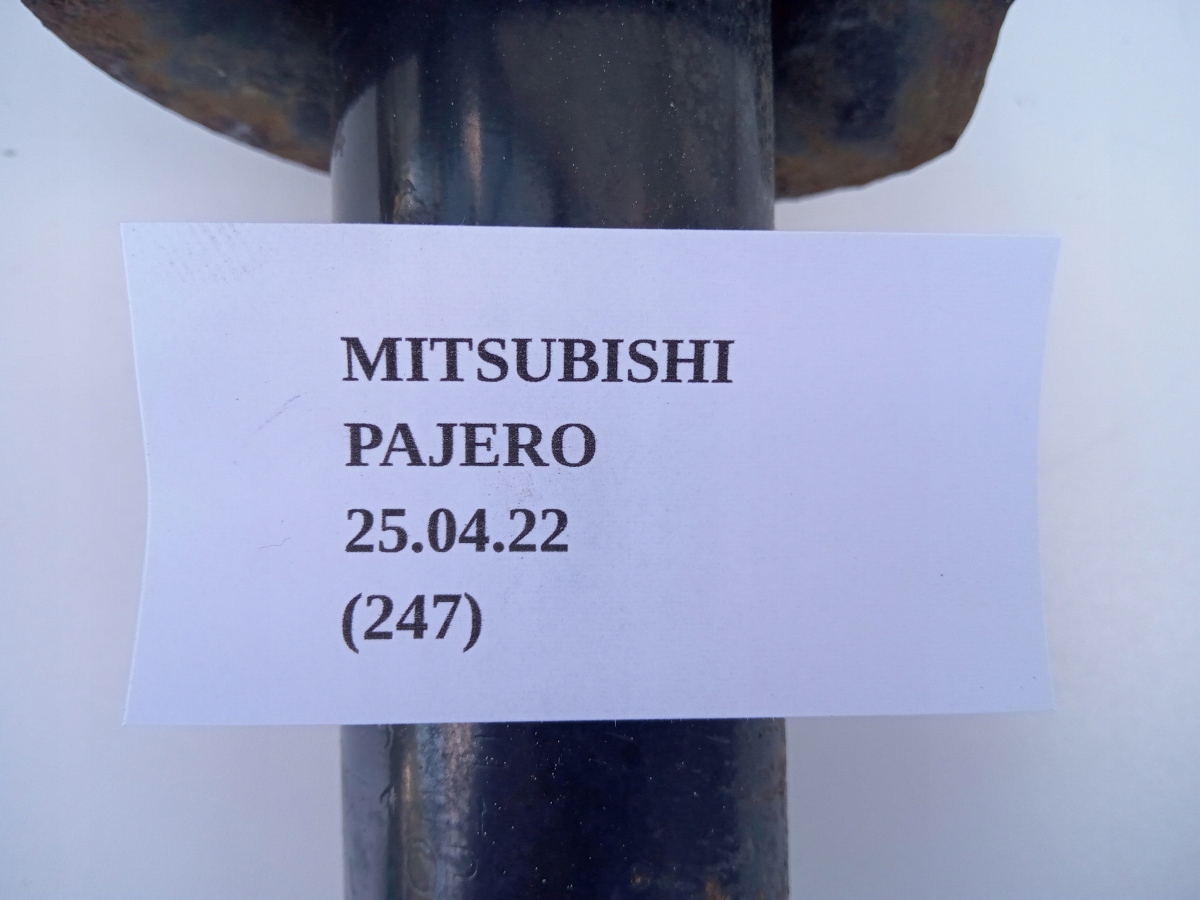 MITSUBISHI
PAJERO
25.04.22
(247)